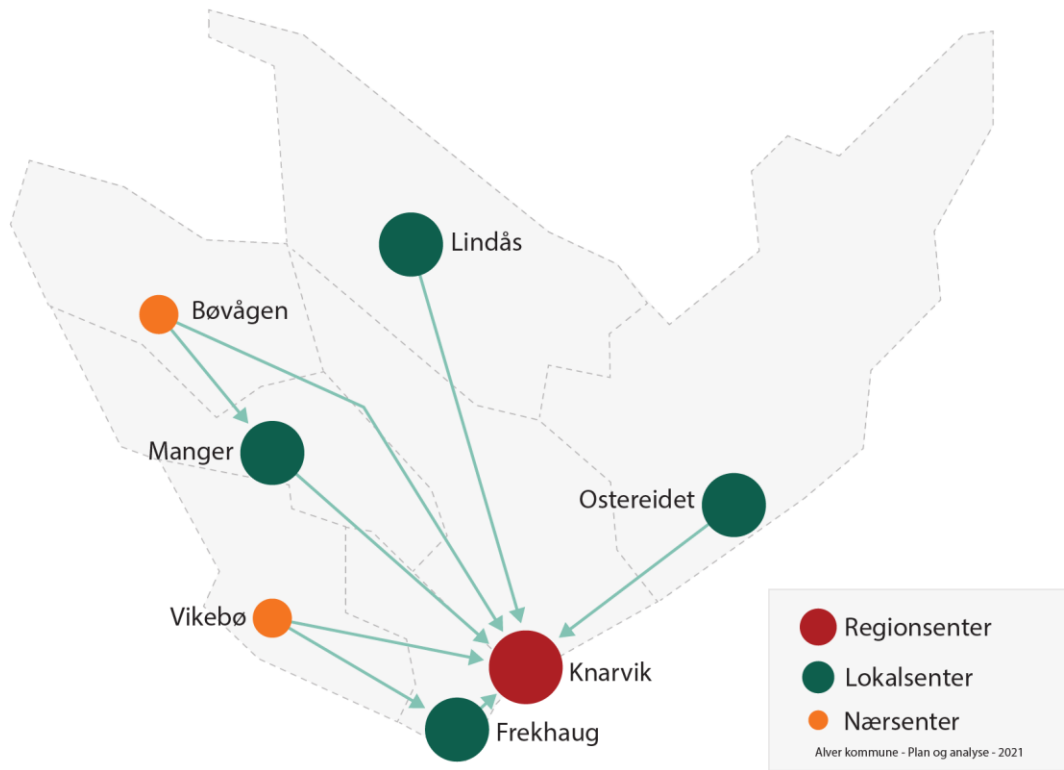 Lindås
Bøvågen
Manger
Ostereidet
Vikebø
Knarvik
Frekhaug
Regionsenter
Lokalsenter
Nærsenter
Alver kommune - Plan og analyse - 2021